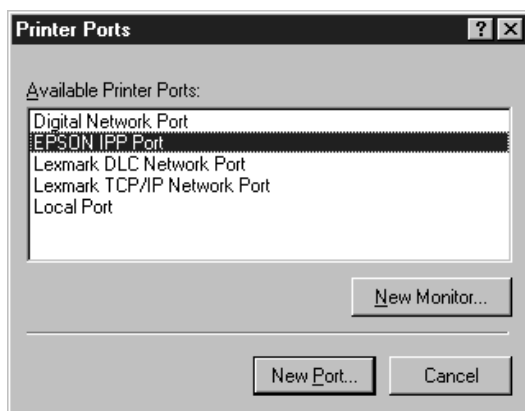 Printer Ports
? X
Available Printer Ports:
Digital Network Port
EPSON IPP Port
Lexmark DLC Network Port
Lexmark TCP/IP Network Port
Local Port
New Monitor...
New Port...
Cancel